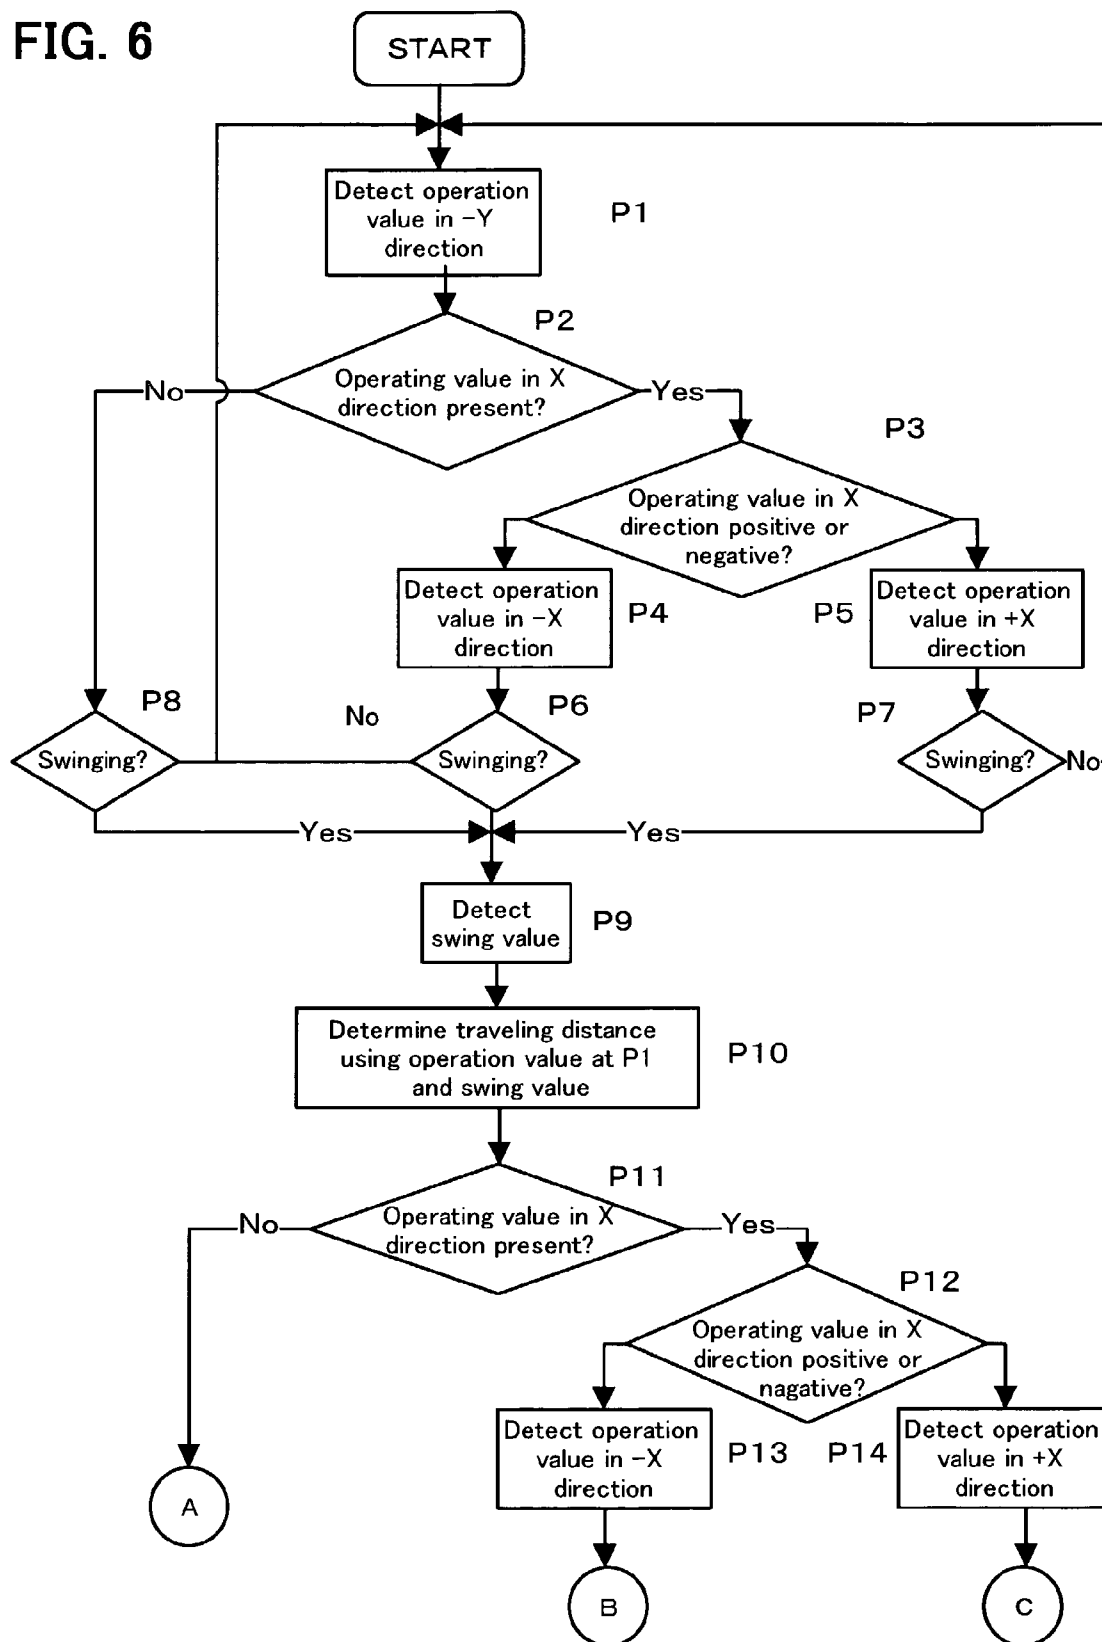 FIG. 6
START
Detect operation
value in -Y
direction
P1
P2
Operating value in X
direction present?
No
Yes
P3
Operating value in X
direction positive or
negative?
Detect operation
value in -X
direction
P4
P5
Detect operation
value in +X
direction
P8
Swinging?
No
P6
Swinging?
P7
Swinging?
No
Yes
Yes
Detect
swing value
P9
Determine traveling distance
using operation value at P1
and swing value
P10
P11
Operating value in X
direction present?
No
Yes
P12
Operating value in X
direction positive or
nagative?
Detect operation
value in -X
direction
P13
P14
Detect operation
value in +X
direction
A
B
C